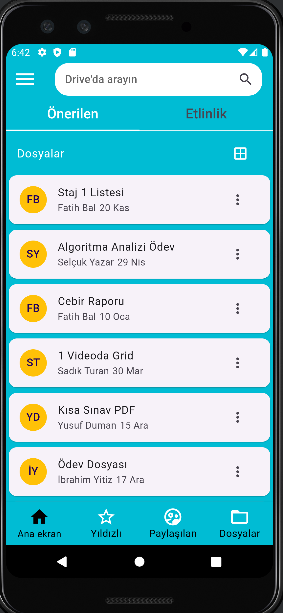 6:42
Drive'da arayın
Önerilen
Etlinlik
Dosyalar
FB
Staj 1 Listesi
Fatih Bal 20 Kas
SY
Algoritma Analizi Ödev
Selçuk Yazar 29 Nis
FB
Cebir Raporu
Fatih Bal 10 Oca
ST
1 Videoda Grid
Sadık Turan 30 Mar
YD
Kısa Sınav PDF
Yusuf Duman 15 Ara
İY
Ödev Dosyası
İbrahim Yitiz 17 Ara
Ana ekran
Yıldızlı
Paylaşılan
Dosyalar